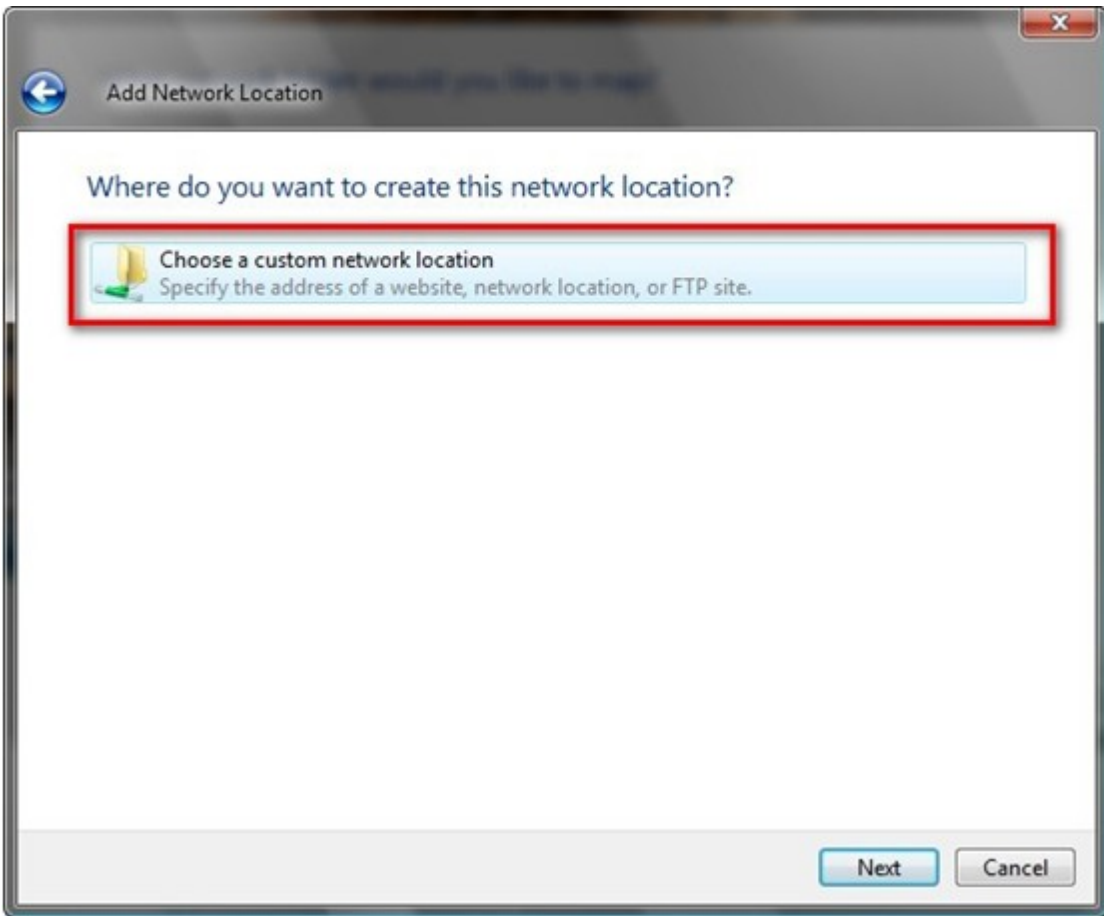 Add Network Location
Where do you want to create this network location?
Choose a custom network location
Specify the address of a website, network location, or FTP site.
Next
Cancel